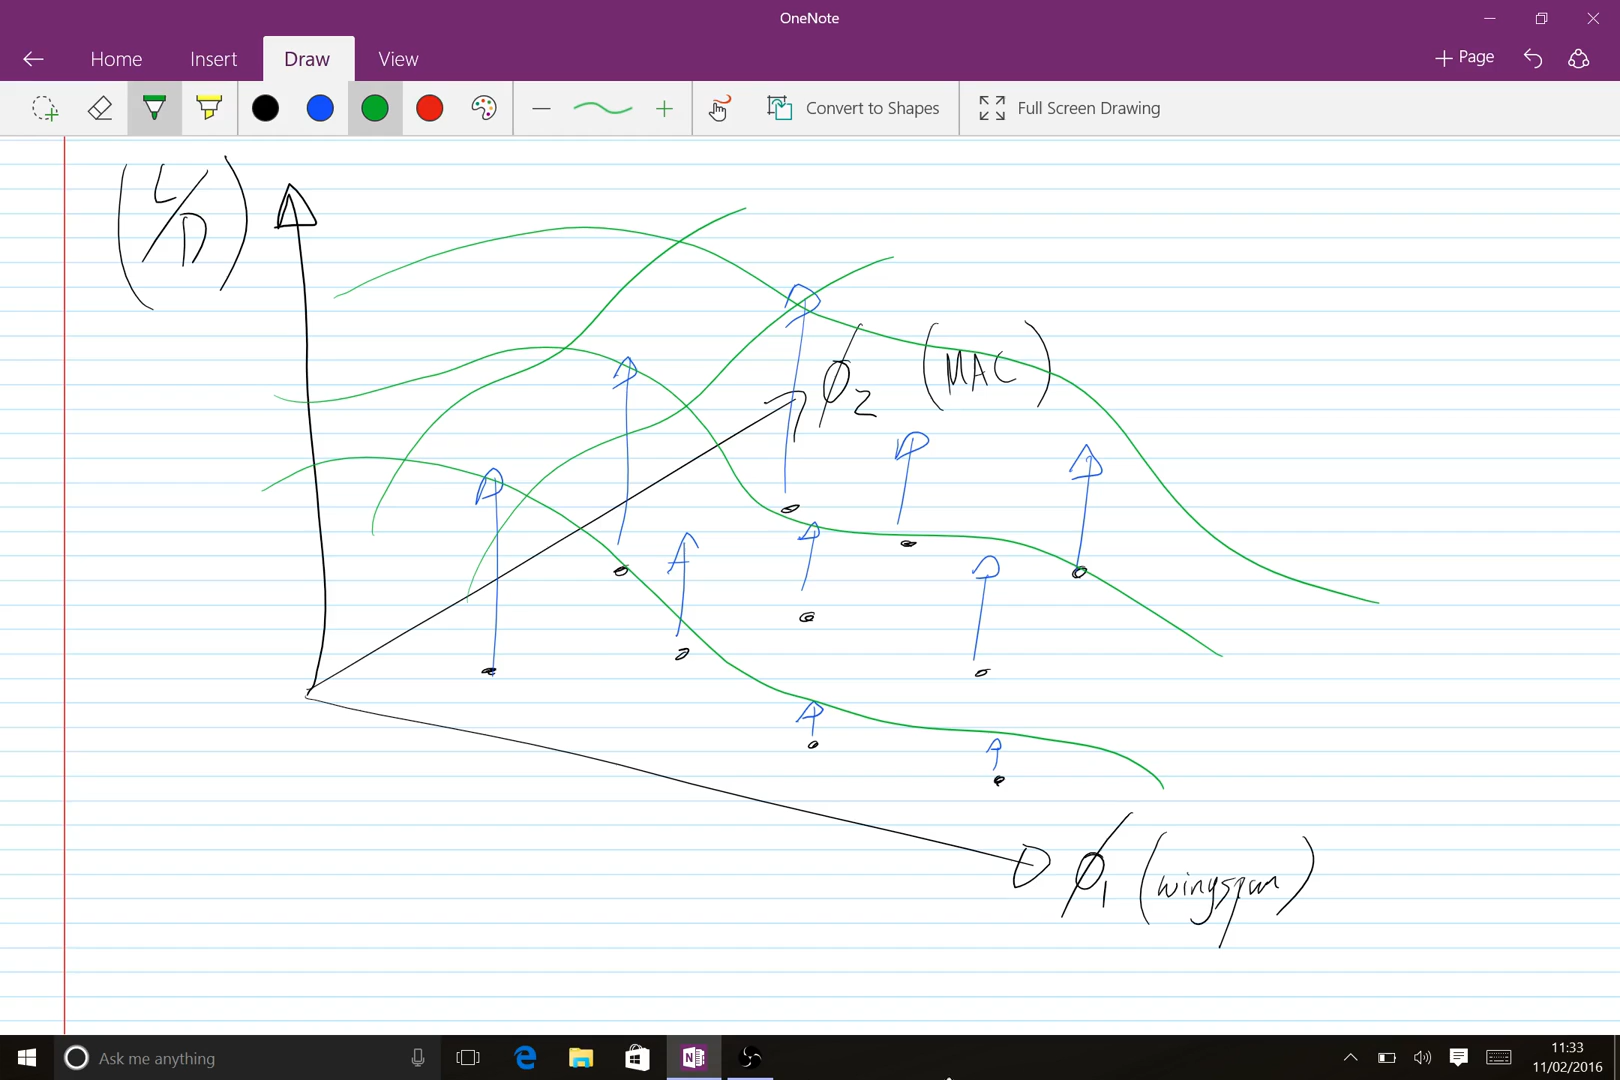 OneNote
Home Insert Draw View Page
Convert to Shapes Full Screen Drawing
(L/D)
ϕ2 (MAC)
ϕ1 (wingspan)
Ask me anything
11:33
11/02/2016